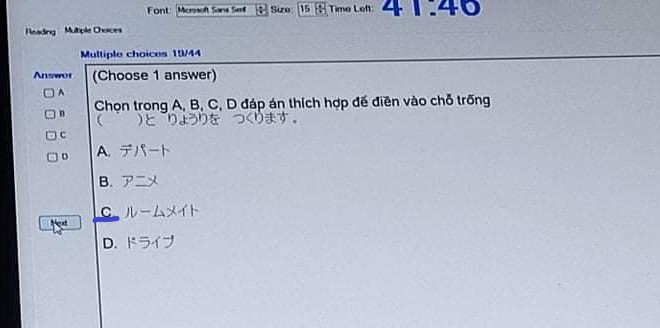 Font: Microsoft Sans Serif Size: 15 Time Left: 41:46
Reading Multiple Choices
Multiple choices 19/44
Answer
A
B
C
D
Next
(Choose 1 answer)
Chọn trong A, B, C, D đáp án thích hợp để điền vào chỗ trống
( )と りょうりを つくります.
A. デパート
B. アニメ
C. ルームメイト
D. ドライブ